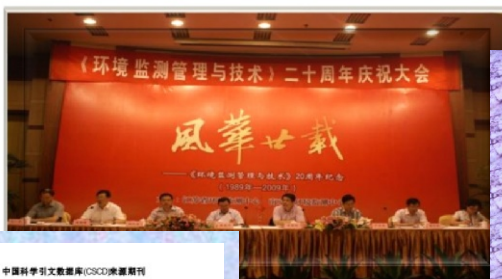 《环境监测管理与技术》二十周年庆祝大会
風華廿載
——《环境监测管理与技术》20周年纪念
(1989年—2009年)
中国科学引文数据库(CSCD)来源期刊